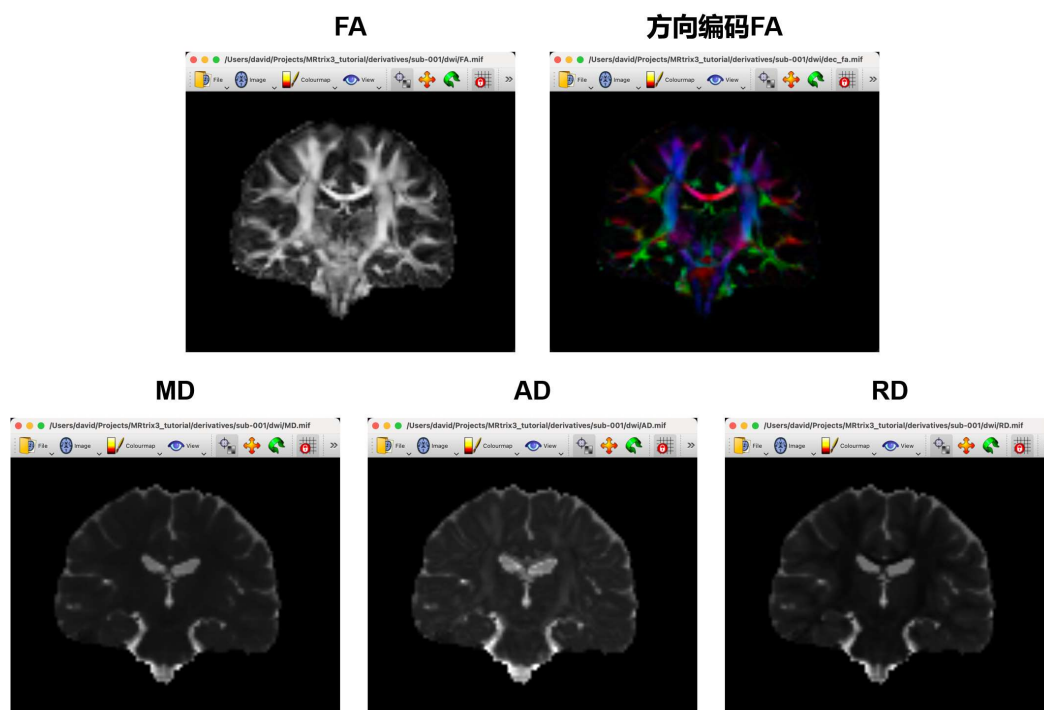 FA
方向编码FA
/Users/david/Projects/MRtrix3_tutorial/derivatives/sub-001/dwi/FA.mif
File Image Colourmap View »
/Users/david/Projects/MRtrix3_tutorial/derivatives/sub-001/dwi/dec_fa.mif
File Image Colourmap View »
MD
AD
RD
/Users/david/Projects/MRtrix3_tutorial/derivatives/sub-001/dwi/MD.mif
File Image Colourmap View »
/Users/david/Projects/MRtrix3_tutorial/derivatives/sub-001/dwi/AD.mif
File Image Colourmap View »
/Users/david/Projects/MRtrix3_tutorial/derivatives/sub-001/dwi/RD.mif
File Image Colourmap View »